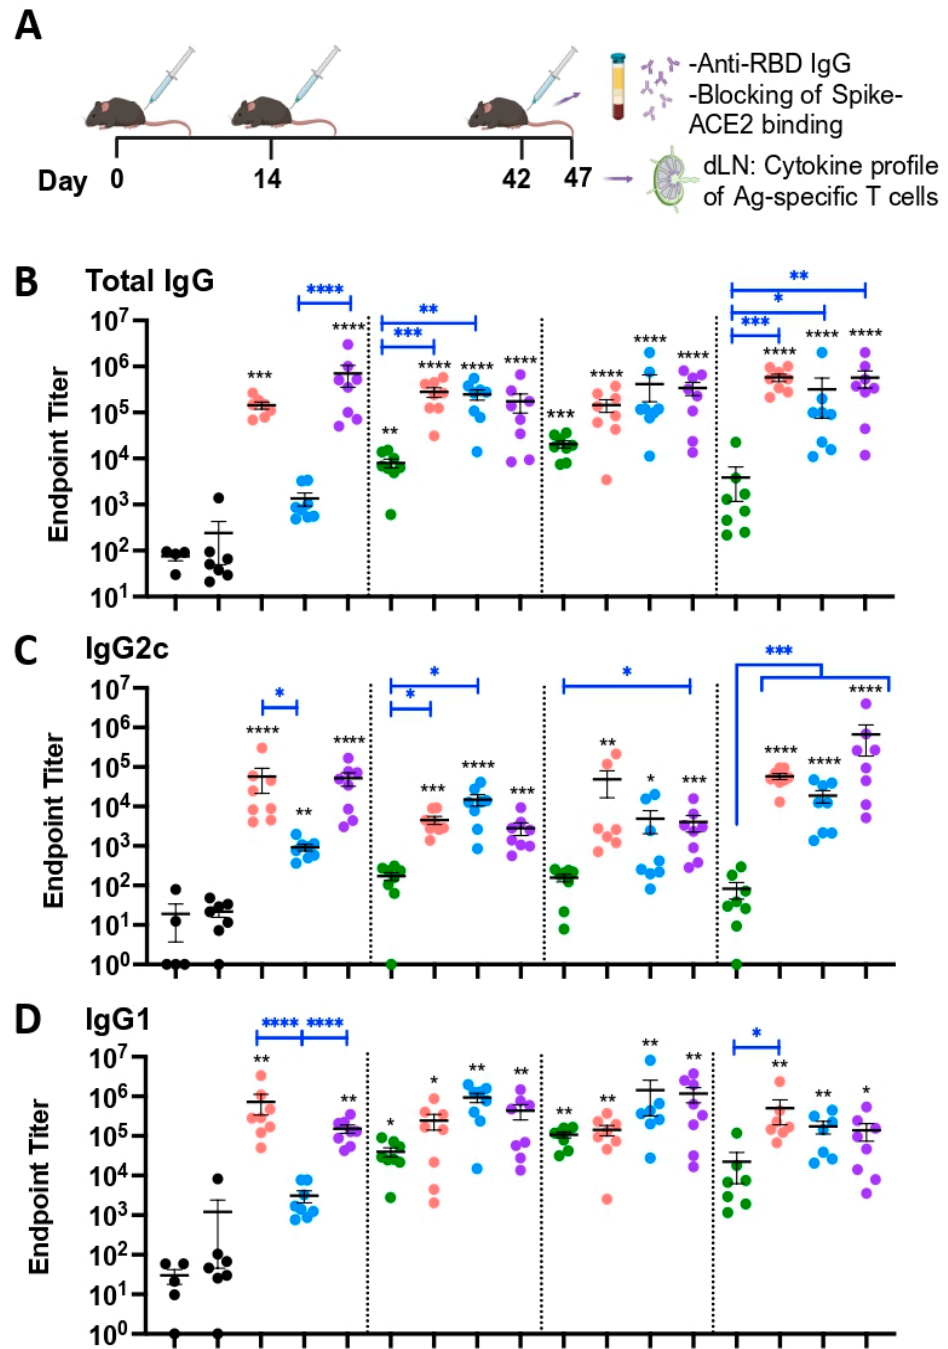 A
-Anti-RBD IgG
-Blocking of Spike-
ACE2 binding
Day 0 14 42 47
dLN: Cytokine profile
of Ag-specific T cells
B Total IgG
**** ** *** ** * ***
Endpoint Titer
10^7
10^6
10^5
10^4
10^3
10^2
10^1
*** **** ** **** **** **** *** **** **** **** **** **** ****
C IgG2c
* * * * ***
Endpoint Titer
10^7
10^6
10^5
10^4
10^3
10^2
10^1
10^0
**** ** **** *** **** *** ** * *** **** **** ****
D IgG1
**** **** *
Endpoint Titer
10^7
10^6
10^5
10^4
10^3
10^2
10^1
10^0
** ** * * ** ** ** ** ** ** ** ** *